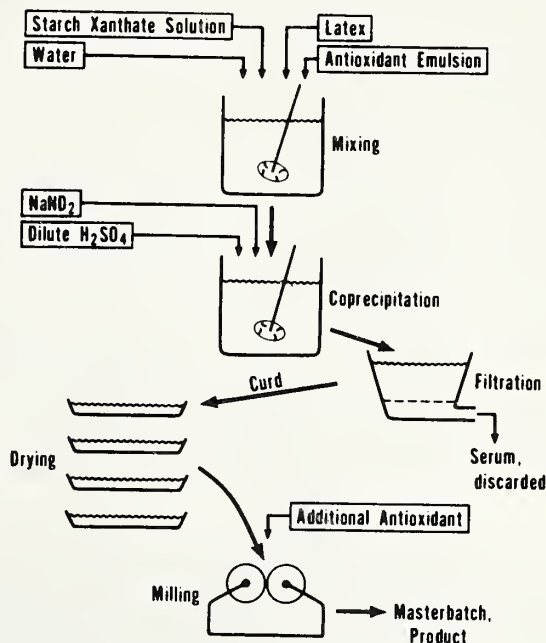 Starch Xanthate Solution
Latex
Water
Antioxidant Emulsion
Mixing
NaND₂
Dilute H₂SO₄
Coprecipitation
Curd
Filtration
Drying
Serum,
discarded
Additional Antioxidant
Milling
Masterbatch,
Product